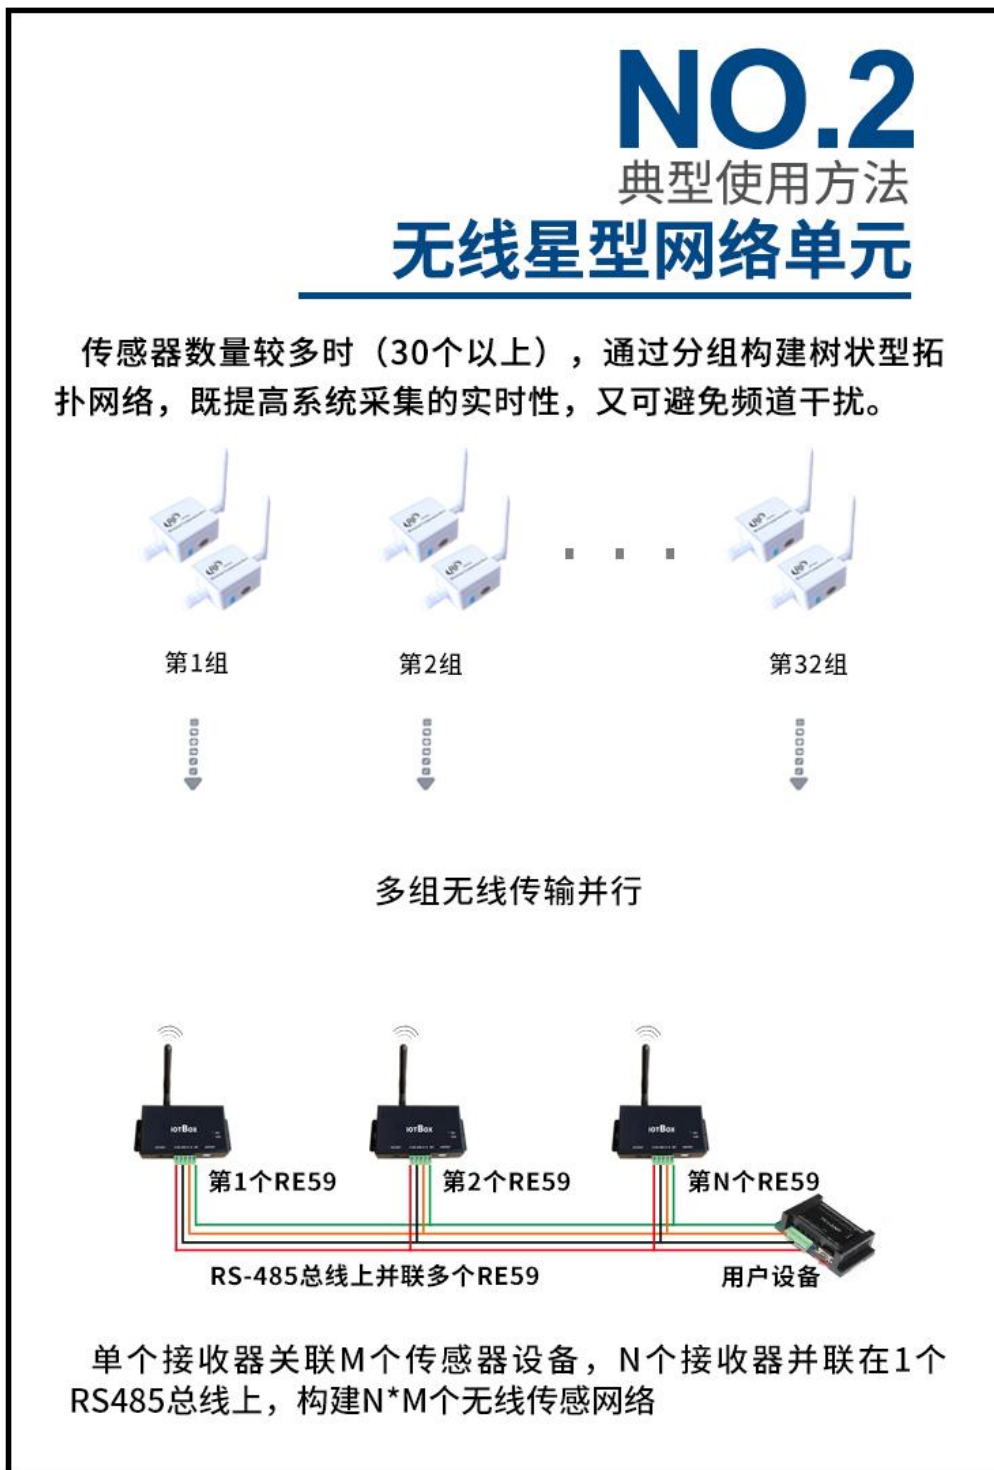 NO.2
典型使用方法
无线星型网络单元
传感器数量较多时（30个以上），通过分组构建树状型拓
扑网络，既提高系统采集的实时性，又可避免频道干扰。
第1组 第2组 第32组
多组无线传输并行
IOTBOX IOTBOX IOTBOX
第1个RE59 第2个RE59 第N个RE59
RS-485总线上并联多个RE59 用户设备
单个接收器关联M个传感器设备，N个接收器并联在1个
RS485总线上，构建N*M个无线传感网络